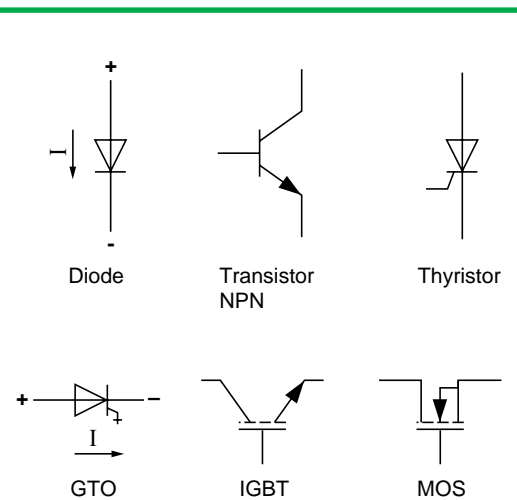 +
I
-
Diode
Transistor
NPN
Thyristor
+
–
I
GTO
IGBT
MOS